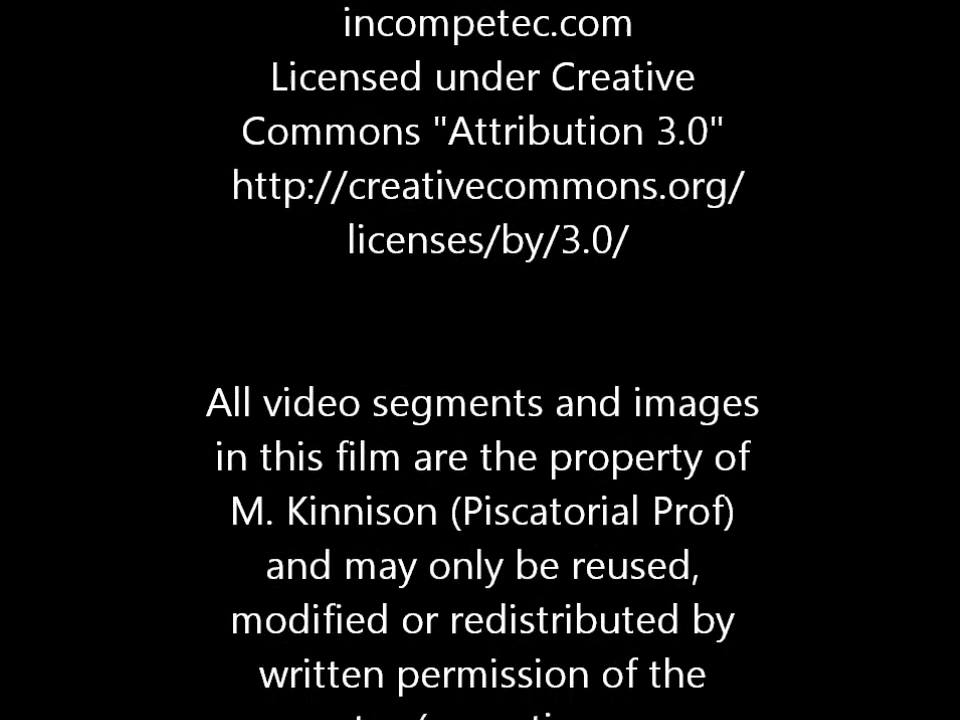 incompetec.com
Licensed under Creative
Commons "Attribution 3.0"
http://creativecommons.org/
licenses/by/3.0/
All video segments and images
in this film are the property of
M. Kinnison (Piscatorial Prof)
and may only be reused,
modified or redistributed by
written permission of the